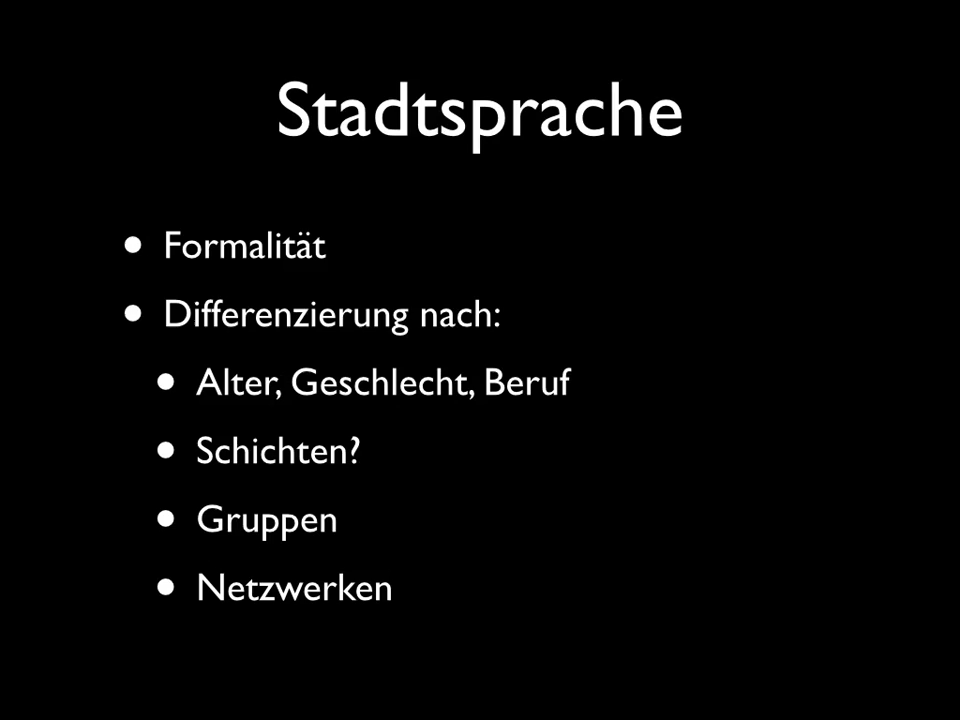 Stadtsprache
• Formalität
• Differenzierung nach:
• Alter, Geschlecht, Beruf
• Schichten?
• Gruppen
• Netzwerken